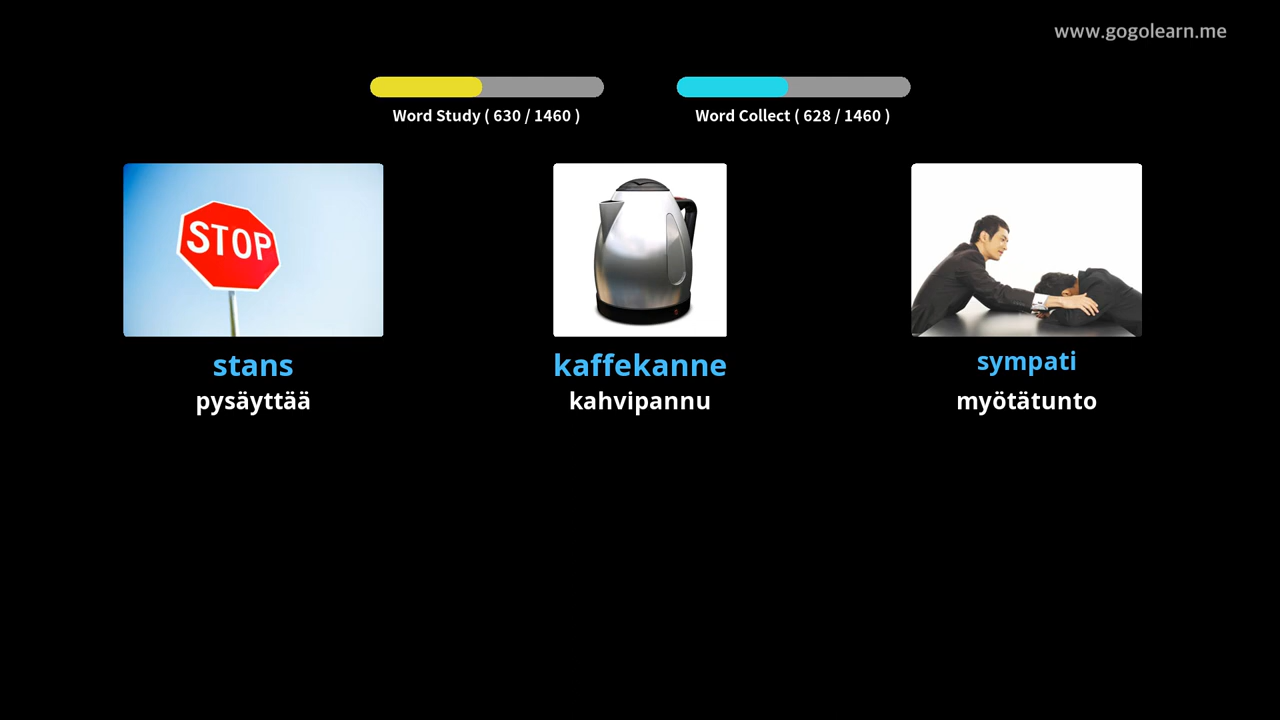 www.gogolearn.me
Word Study ( 630 / 1460 )
Word Collect ( 628 / 1460 )
STOP
stans
kaffekanne
sympati
pysäyttää
kahvipannu
myötätunto